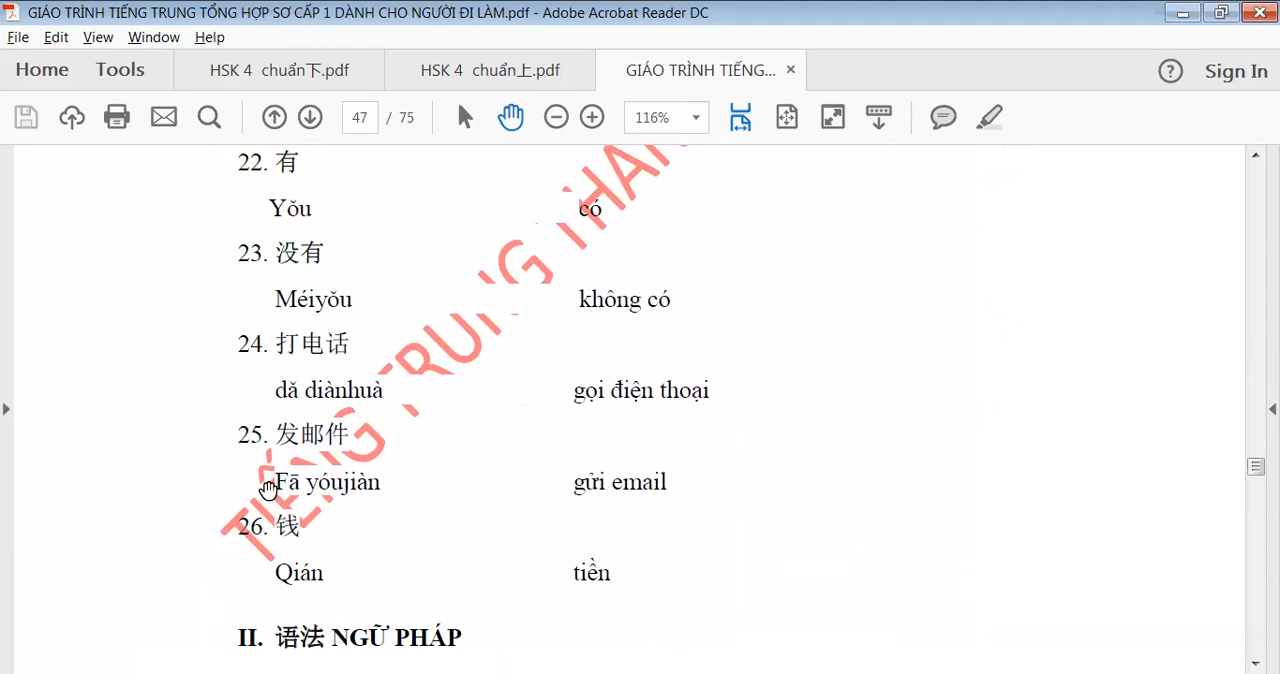 GIÁO TRÌNH TIẾNG TRUNG TỔNG HỢP SƠ CẤP 1 DÀNH CHO NGƯỜI ĐI LÀM.pdf - Adobe Acrobat Reader DC
File Edit View Window Help
Home Tools HSK 4 chuẩn下.pdf HSK 4 chuẩn上.pdf GIÁO TRÌNH TIẾNG... × Sign In
47 / 75 116%
22. 有
Yǒu có
23. 没有
Méiyǒu không có
24. 打电话
dǎ diànhuà gọi điện thoại
25. 发邮件
Fā yóujiàn gửi email
26. 钱
Qián tiền
II. 语法 NGỮ PHÁP
TIẾNG TRUNG